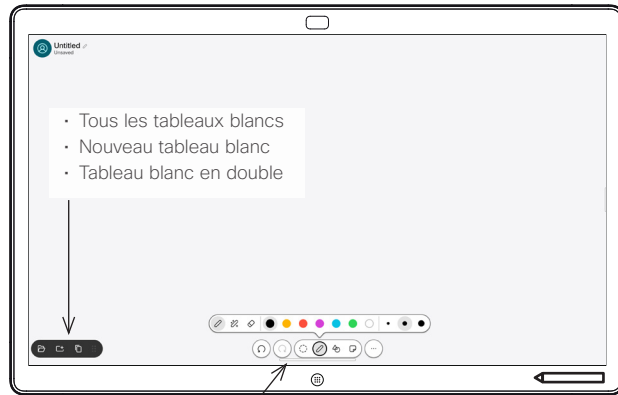 Untitled
Unsaved
• Tous les tableaux blancs
• Nouveau tableau blanc
• Tableau blanc en double